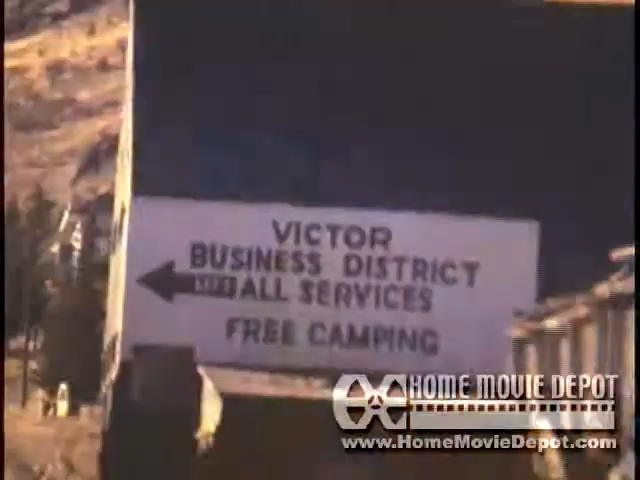 VICTOR
BUSINESS DISTRICT
ALL SERVICES
FREE CAMPING
HOME MOVIE DEPOT
www.HomeMovieDepot.com